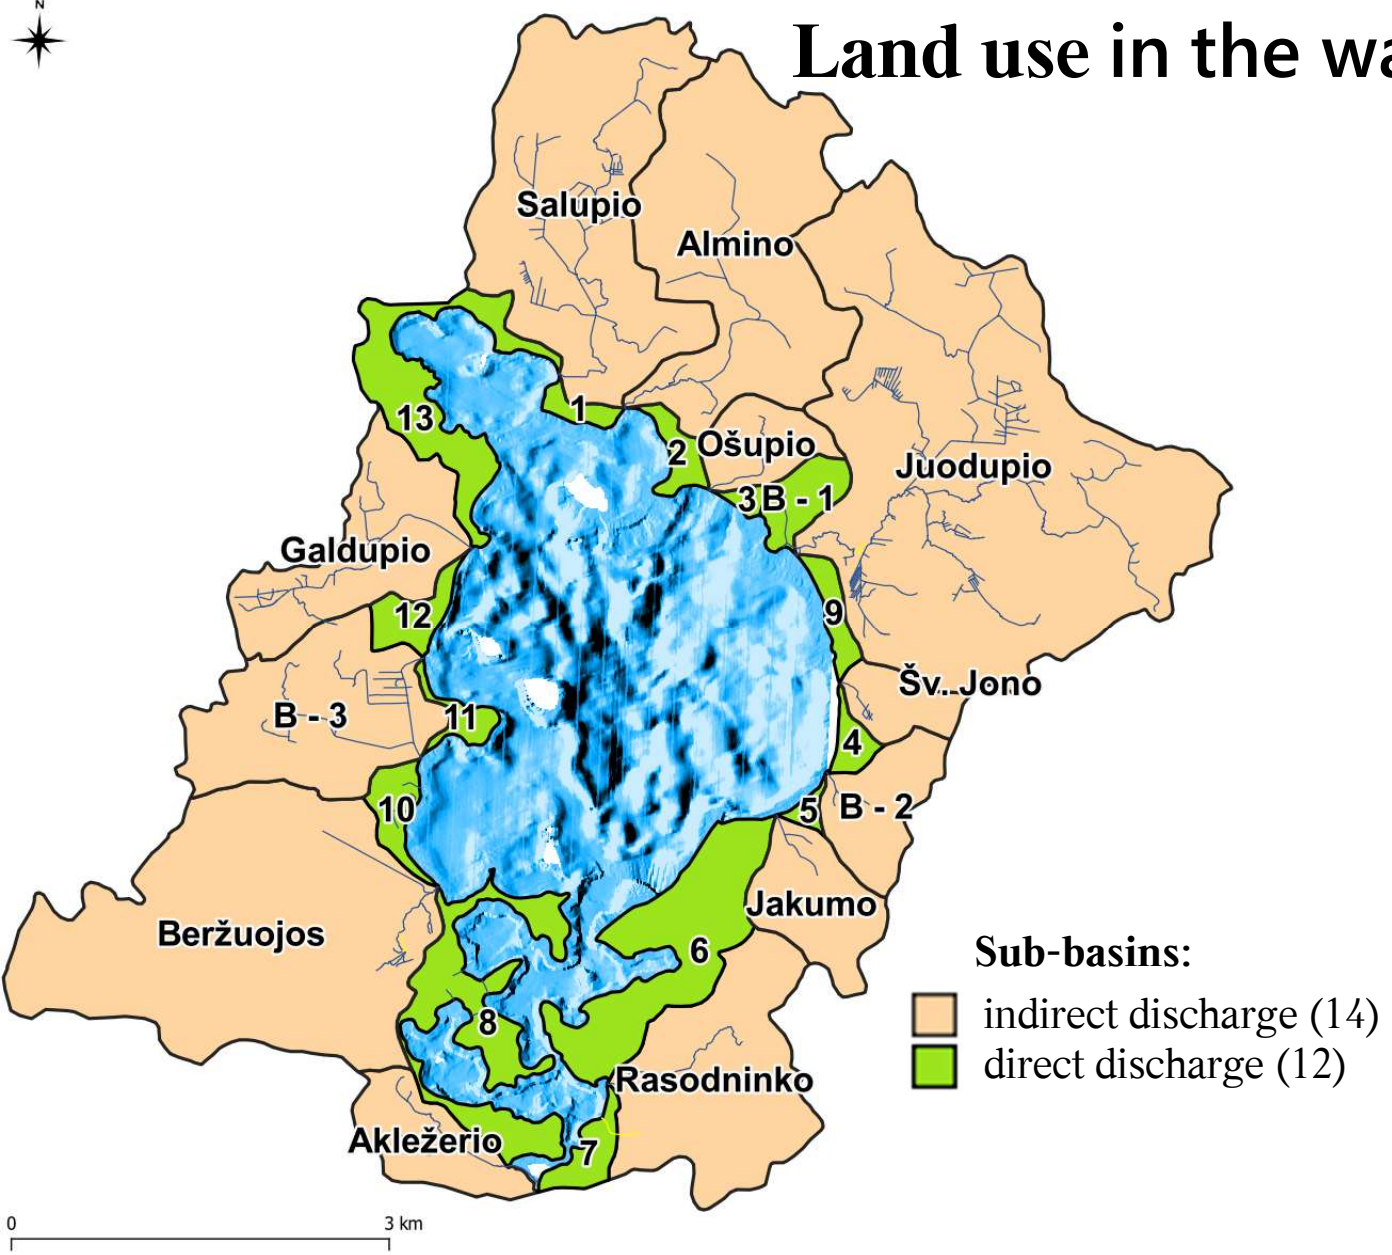 N
Land use in the wa
Salupio
Almino
13
1
2
Ošupio
Juodupio
3
B - 1
Galdupio
12
9
Šv. Jono
B - 3
11
4
10
5
B - 2
Beržuojos
Jakumo
6
Sub-basins:
8
indirect discharge (14)
direct discharge (12)
Rasodninko
Akležerio
7
0
3 km